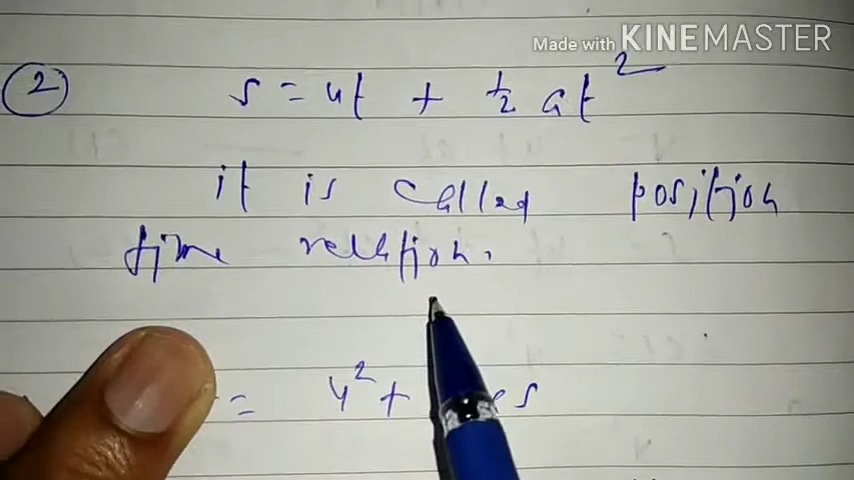 Made with KINEMASTER
② s = ut + 1/2 at²
it is called position
time relation.
= u² + s